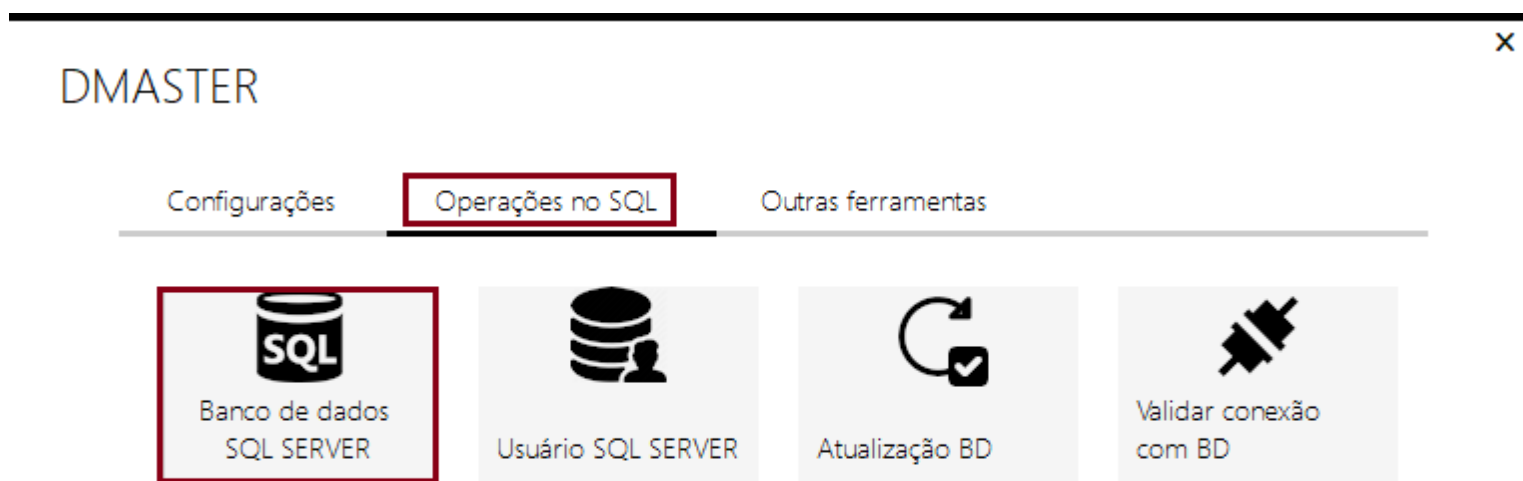 DMASTER
Configurações Operações no SQL Outras ferramentas
SQL
Banco de dados
SQL SERVER
Usuário SQL SERVER
Atualização BD
Validar conexão
com BD